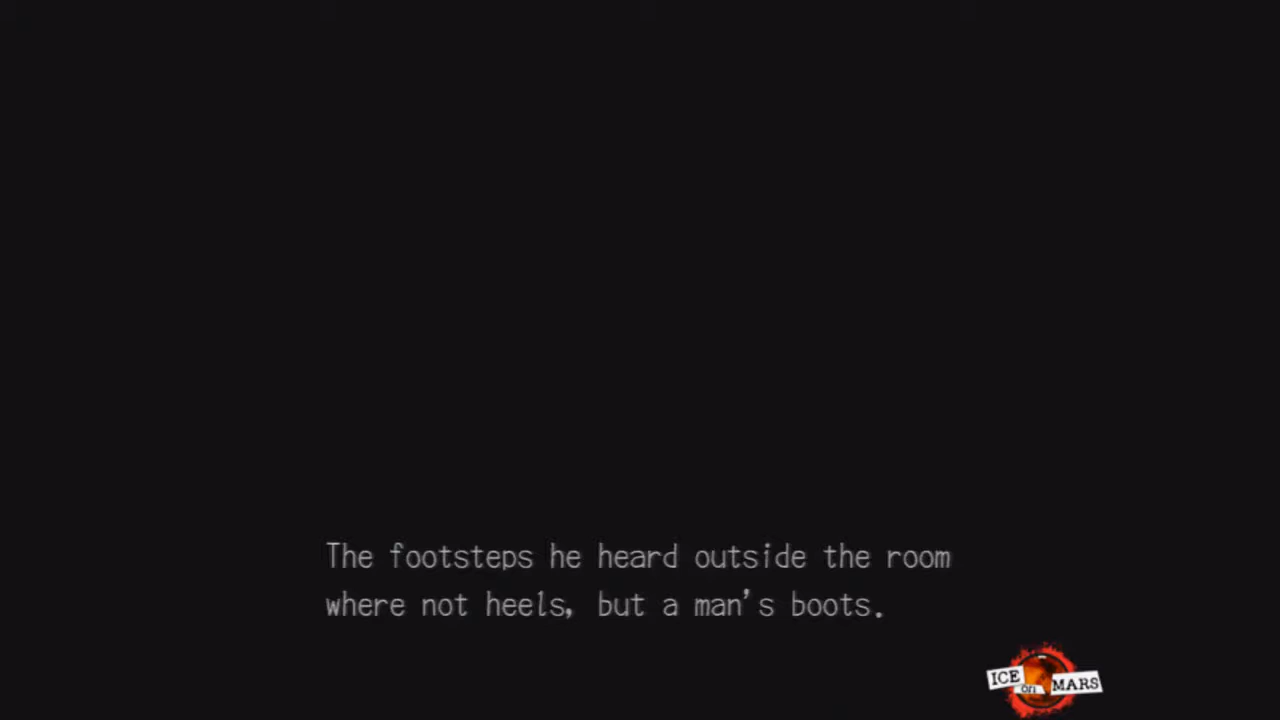 The footsteps he heard outside the room
where not heels, but a man's boots.
ICE
on
MARS